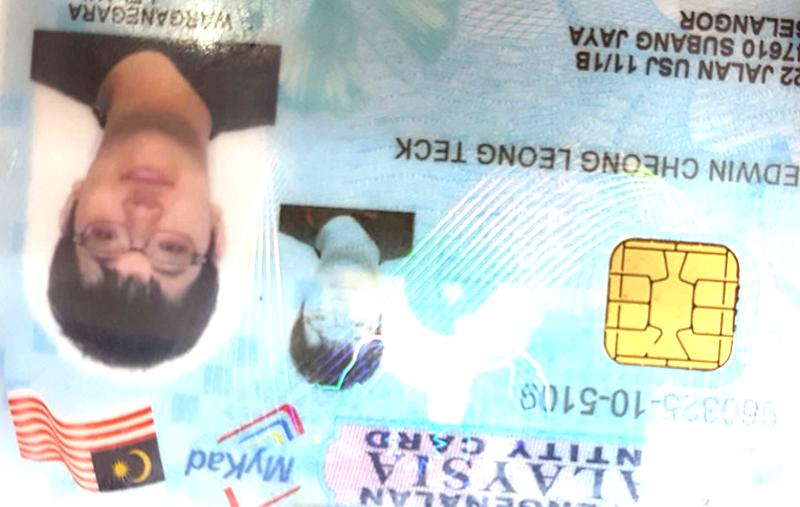 ENGENALAN
ALAYSIA
NTITY CARD
MyKad
960325-10-5109
EDWIN CHEONG LEONG TECK
22 JALAN USJ 11/1B
47610 SUBANG JAYA
SELANGOR
WARGANEGARA